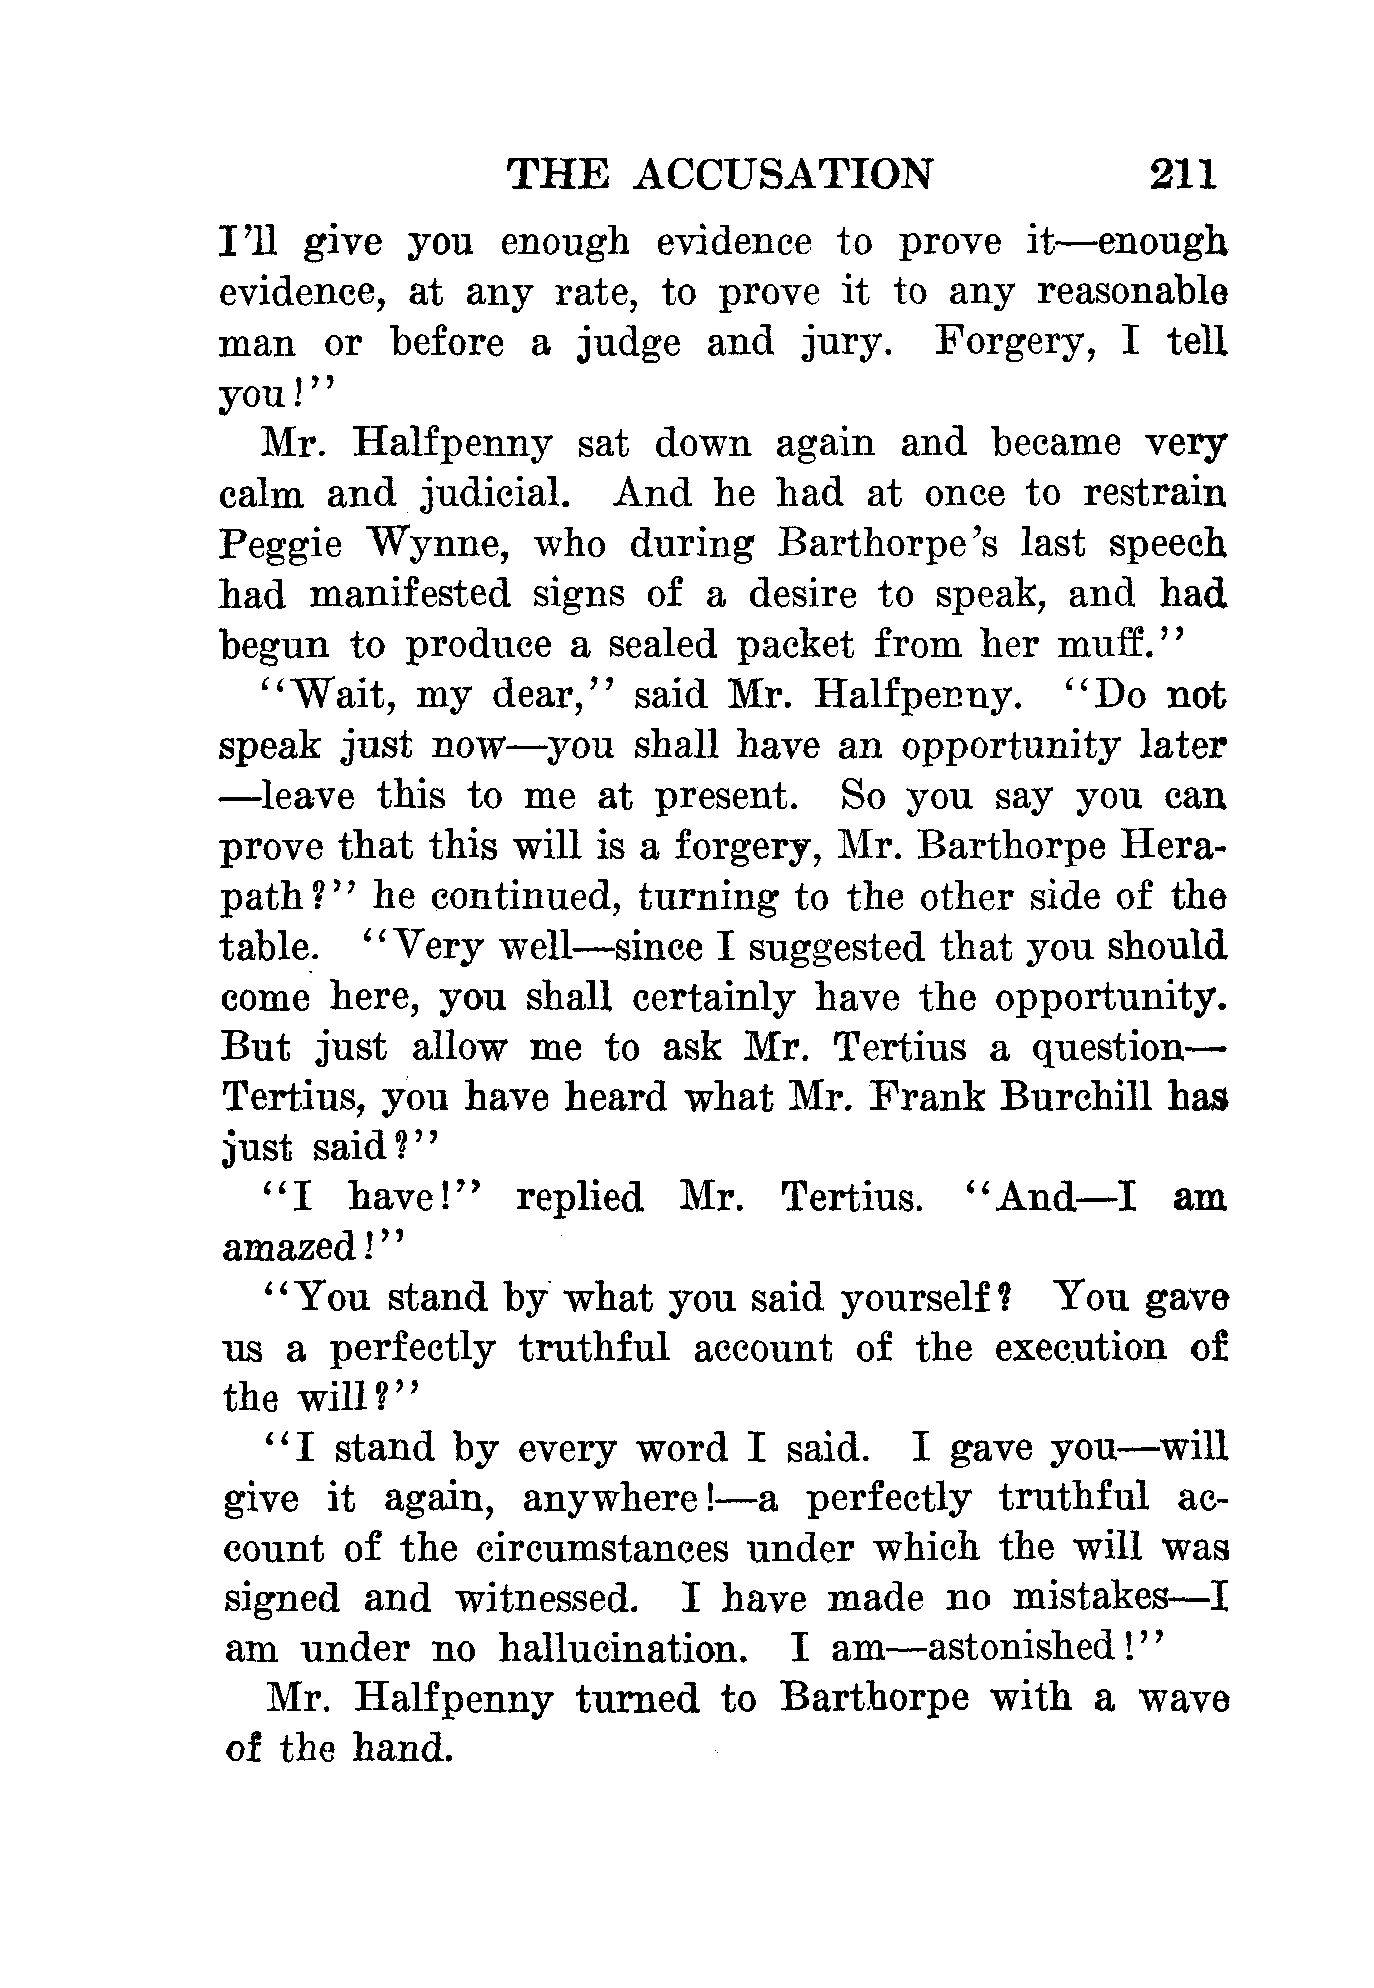 THE ACCUSATION 211
I'll give you enough evidence to prove it—enough
evidence, at any rate, to prove it to any reasonable
man or before a judge and jury. Forgery, I tell
you!"
Mr. Halfpenny sat down again and became very
calm and judicial. And he had at once to restrain
Peggie Wynne, who during Barthorpe's last speech
had manifested signs of a desire to speak, and had
begun to produce a sealed packet from her muff."
"Wait, my dear," said Mr. Halfpenny. "Do not
speak just now—you shall have an opportunity later
—leave this to me at present. So you say you can
prove that this will is a forgery, Mr. Barthorpe Hera-
path?" he continued, turning to the other side of the
table. "Very well—since I suggested that you should
come here, you shall certainly have the opportunity.
But just allow me to ask Mr. Tertius a question—
Tertius, you have heard what Mr. Frank Burchill has
just said?"
"I have!" replied Mr. Tertius. "And—I am
amazed!"
"You stand by what you said yourself? You gave
us a perfectly truthful account of the execution of
the will?"
"I stand by every word I said. I gave you—will
give it again, anywhere!—a perfectly truthful ac-
count of the circumstances under which the will was
signed and witnessed. I have made no mistakes—I
am under no hallucination. I am—astonished!"
Mr. Halfpenny turned to Barthorpe with a wave
of the hand.